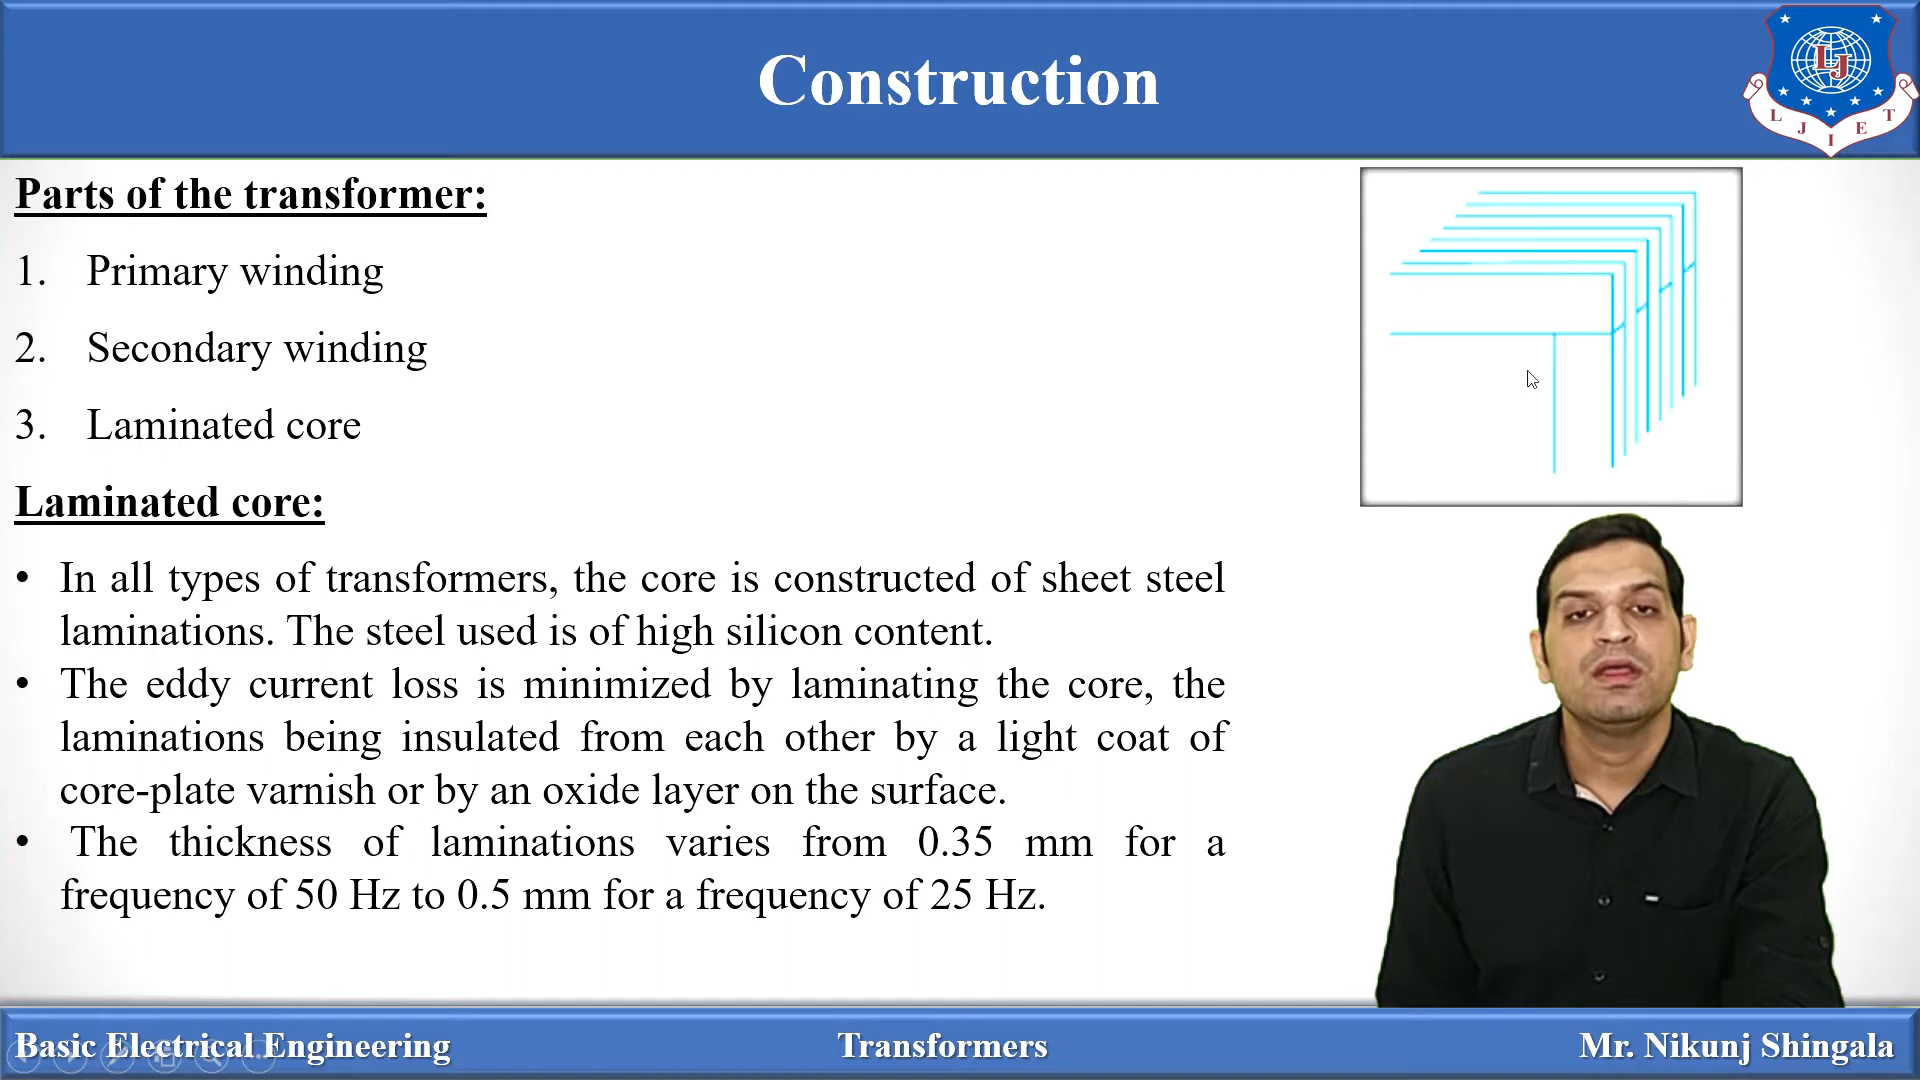 Construction
LJ
L J I E T
Parts of the transformer:
1. Primary winding
2. Secondary winding
3. Laminated core
Laminated core:
• In all types of transformers, the core is constructed of sheet steel
laminations. The steel used is of high silicon content.
• The eddy current loss is minimized by laminating the core, the
laminations being insulated from each other by a light coat of
core-plate varnish or by an oxide layer on the surface.
• The thickness of laminations varies from 0.35 mm for a
frequency of 50 Hz to 0.5 mm for a frequency of 25 Hz.
Basic Electrical Engineering
Transformers
Mr. Nikunj Shingala